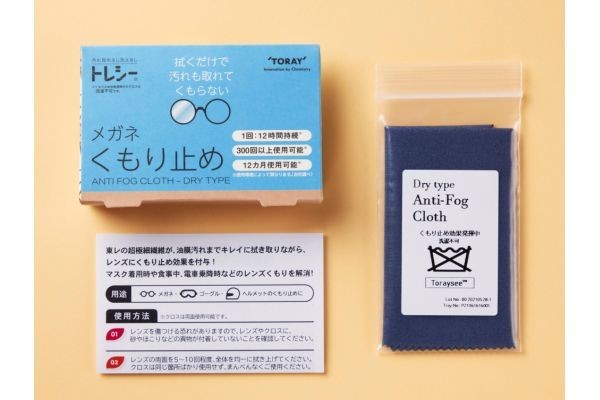 トレシー®
拭くだけで
汚れも取れて
くもらない
'TORAY'
Innovation by Chemistry
メガネ
くもり止め
ANTI FOG CLOTH - DRY TYPE
1回:12時間持続*
300回以上使用可能*
12カ月使用可能*
東レの超極細繊維が、油膜汚れまでキレイに拭き取りながら、
レンズにくもり止め効果を付与!
マスク着用時や食事中、電車乗降時などのレンズくもりを解消!
用途 メガネ・ ゴーグル・ ヘルメットのくもり止めに
使用方法 ※クロスは両面使用可能です。
01 レンズを傷つける恐れがありますので、レンズやクロスに、
砂やほこりなどの異物が付着していないことを確認してください。
02 レンズの両面を5~10回程度、全体を均一に拭き上げてください。
クロスは同じ箇所ばかり使用せず、まんべんなくご使用ください。
Dry type
Anti-Fog
Cloth
くもり止め効果発揮中
洗濯不可
Toraysee™